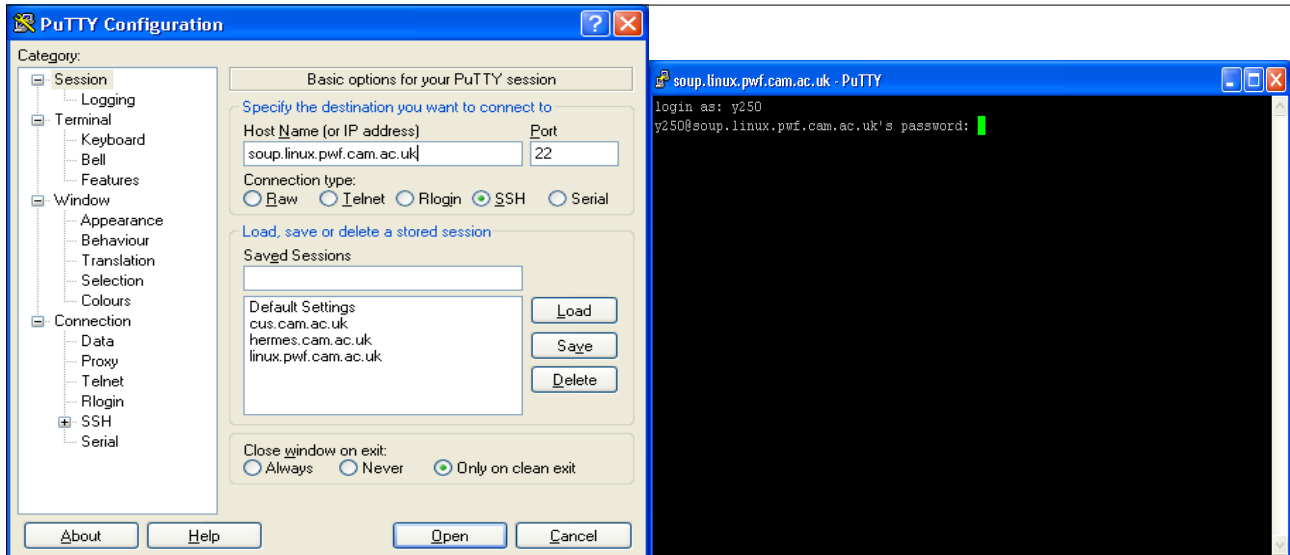 PuTTY Configuration
Category:
Session
Logging
Terminal
Keyboard
Bell
Features
Window
Appearance
Behaviour
Translation
Selection
Colours
Connection
Data
Proxy
Telnet
Rlogin
SSH
Serial
Basic options for your PuTTY session
Specify the destination you want to connect to
Host Name (or IP address) Port
soup.linux.pwf.cam.ac.uk 22
Connection type:
Raw Telnet Rlogin SSH Serial
Load, save or delete a stored session
Saved Sessions
Default Settings
cus.cam.ac.uk
hermes.cam.ac.uk
linux.pwf.cam.ac.uk
Load
Save
Delete
Close window on exit:
Always Never Only on clean exit
About Help Open Cancel
soup.linux.pwf.cam.ac.uk - PuTTY
login as: y250
y250@soup.linux.pwf.cam.ac.uk's password: